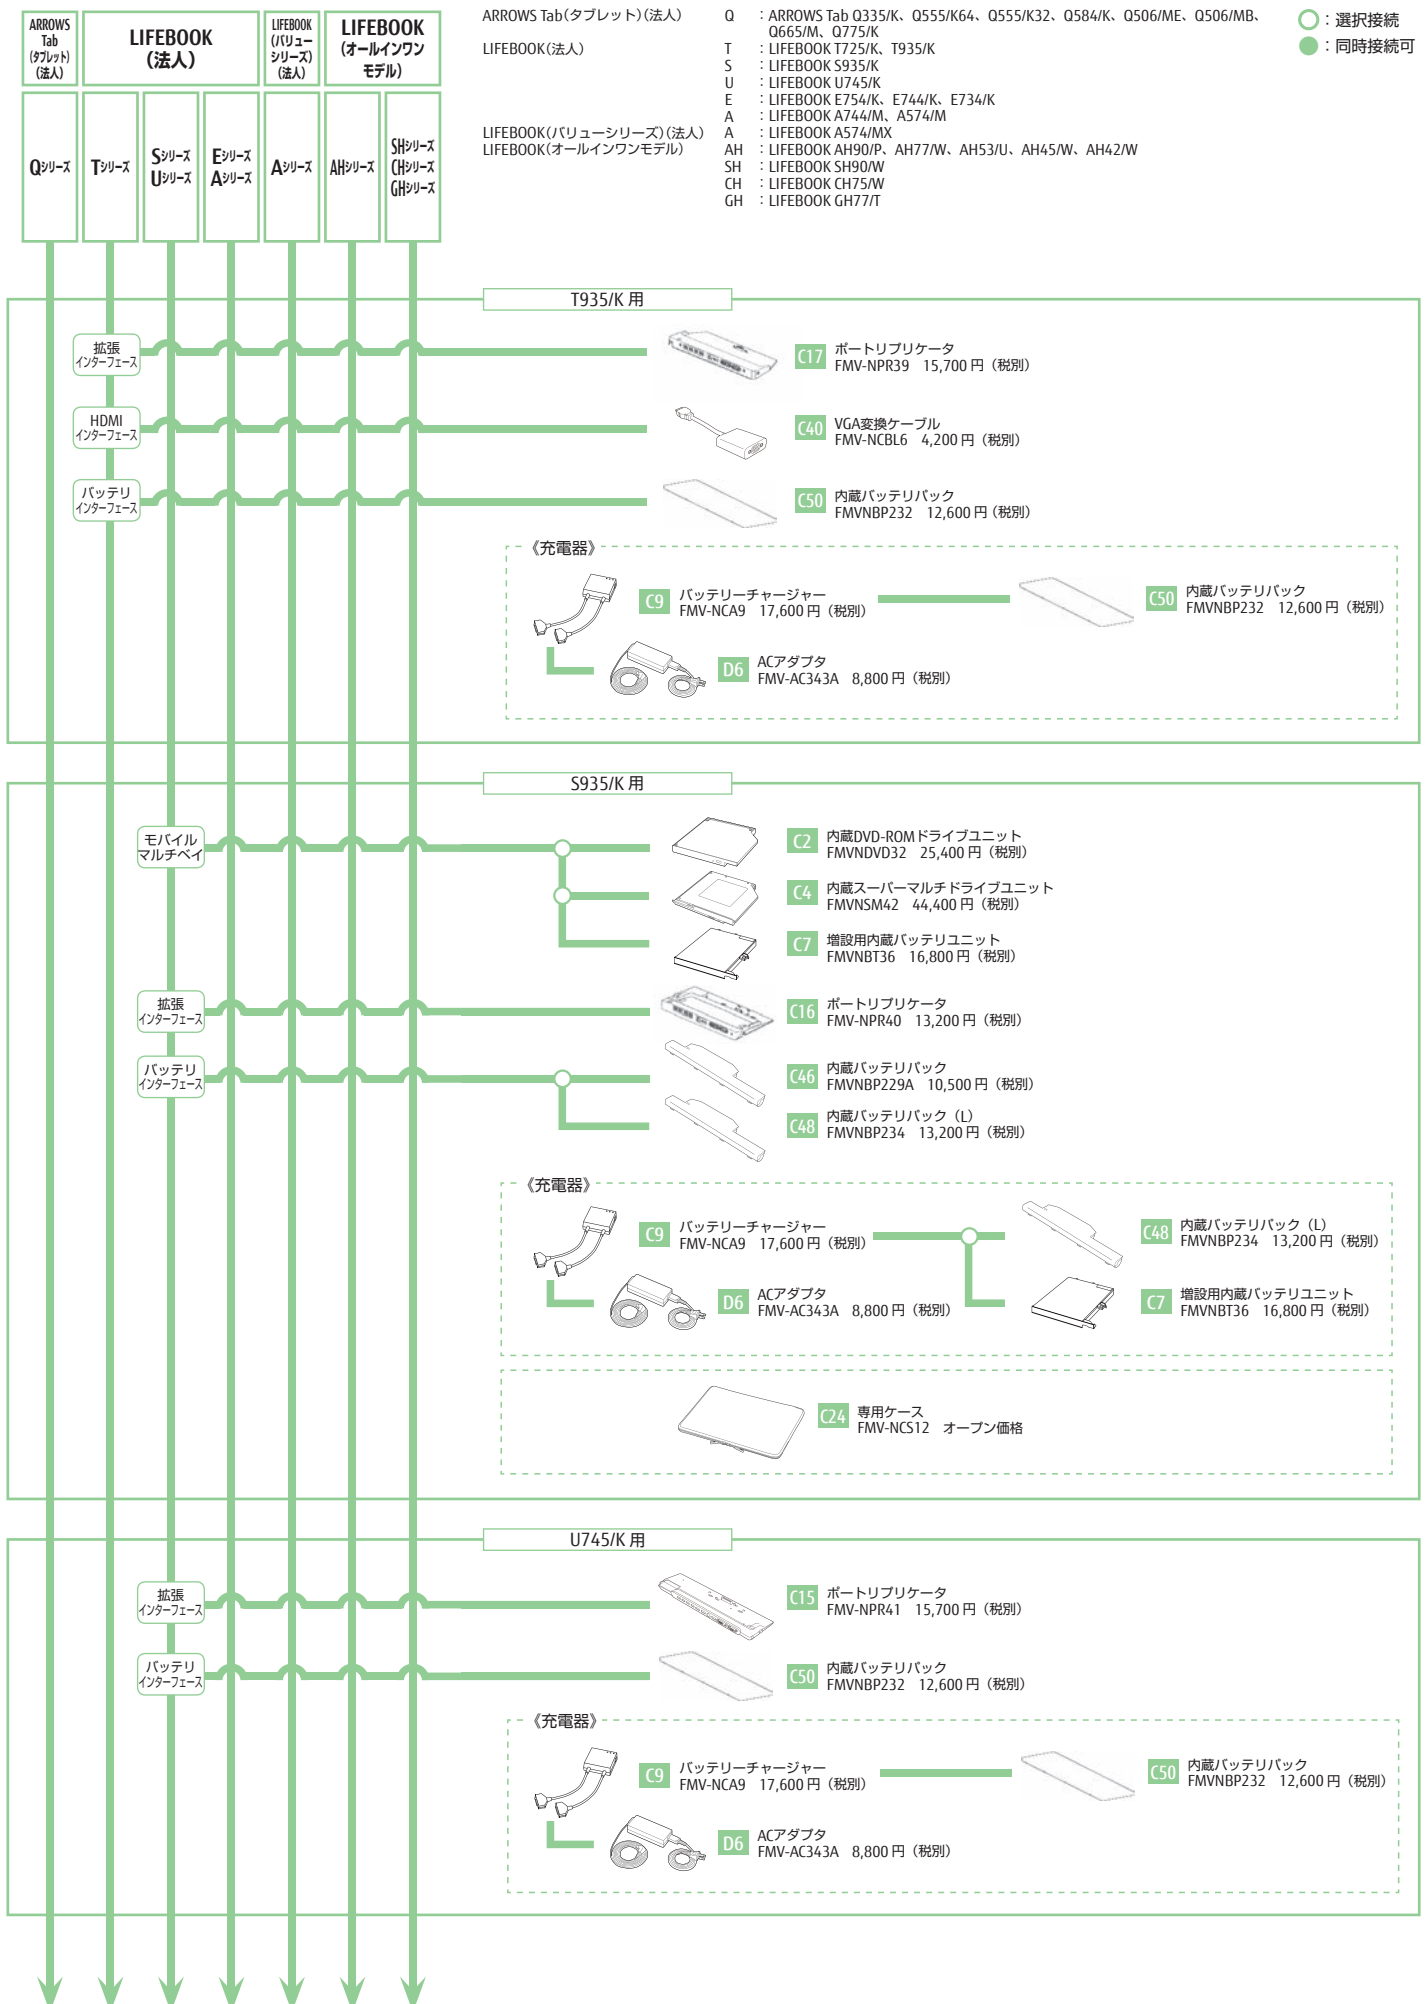 ARROWS
Tab
(タブレット)
(法人)
LIFEBOOK
(法人)
LIFEBOOK
(バリュー
シリーズ)
(法人)
LIFEBOOK
(オールインワン
モデル)
Qシリーズ
Tシリーズ
Sシリーズ
Uシリーズ
Eシリーズ
Aシリーズ
Aシリーズ
AHシリーズ
SHシリーズ
CHシリーズ
GHシリーズ
ARROWS Tab(タブレット)(法人) Q :ARROWS Tab Q335/K、Q555/K64、Q555/K32、Q584/K、Q506/ME、Q506/MB、
Q665/M、Q775/K
LIFEBOOK(法人) T :LIFEBOOK T725/K、T935/K
S :LIFEBOOK S935/K
U :LIFEBOOK U745/K
E :LIFEBOOK E754/K、E744/K、E734/K
A :LIFEBOOK A744/M、A574/M
LIFEBOOK(バリューシリーズ)(法人) A :LIFEBOOK A574/MX
LIFEBOOK(オールインワンモデル) AH :LIFEBOOK AH90/P、AH77/W、AH53/U、AH45/W、AH42/W
SH :LIFEBOOK SH90/W
CH :LIFEBOOK CH75/W
GH :LIFEBOOK GH77/T
:選択接続
:同時接続可
T935/K 用
拡張
インターフェース
C17 ポートリプリケータ
FMV-NPR39 15,700 円(税別)
HDMI
インターフェース
C40 VGA変換ケーブル
FMV-NCBL6 4,200 円(税別)
バッテリ
インターフェース
C50 内蔵バッテリパック
FMVNBP232 12,600 円(税別)
《充電器》
C9 バッテリーチャージャー
FMV-NCA9 17,600 円(税別)
C50 内蔵バッテリパック
FMVNBP232 12,600 円(税別)
D6 ACアダプタ
FMV-AC343A 8,800 円(税別)
S935/K 用
モバイル
マルチベイ
C2 内蔵DVD-ROMドライブユニット
FMVNDVD32 25,400 円(税別)
C4 内蔵スーパーマルチドライブユニット
FMVNSM42 44,400 円(税別)
C7 増設用内蔵バッテリユニット
FMVNBT36 16,800 円(税別)
拡張
インターフェース
C16 ポートリプリケータ
FMV-NPR40 13,200 円(税別)
バッテリ
インターフェース
C46 内蔵バッテリパック
FMVNBP229A 10,500 円(税別)
C48 内蔵バッテリパック(L)
FMVNBP234 13,200 円(税別)
《充電器》
C9 バッテリーチャージャー
FMV-NCA9 17,600 円(税別)
C48 内蔵バッテリパック(L)
FMVNBP234 13,200 円(税別)
D6 ACアダプタ
FMV-AC343A 8,800 円(税別)
C7 増設用内蔵バッテリユニット
FMVNBT36 16,800 円(税別)
C24 専用ケース
FMV-NCS12 オープン価格
U745/K 用
拡張
インターフェース
C15 ポートリプリケータ
FMV-NPR41 15,700 円(税別)
バッテリ
インターフェース
C50 内蔵バッテリパック
FMVNBP232 12,600 円(税別)
《充電器》
C9 バッテリーチャージャー
FMV-NCA9 17,600 円(税別)
C50 内蔵バッテリパック
FMVNBP232 12,600 円(税別)
D6 ACアダプタ
FMV-AC343A 8,800 円(税別)